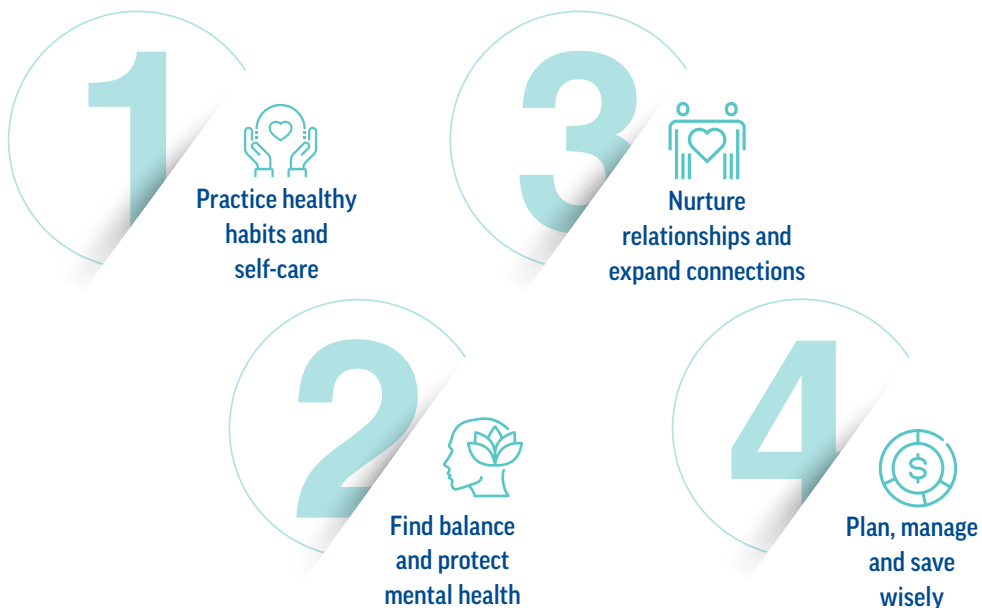 1
Practice healthy
habits and
self-care
2
Find balance
and protect
mental health
3
Nurture
relationships and
expand connections
4
$
Plan, manage
and save
wisely